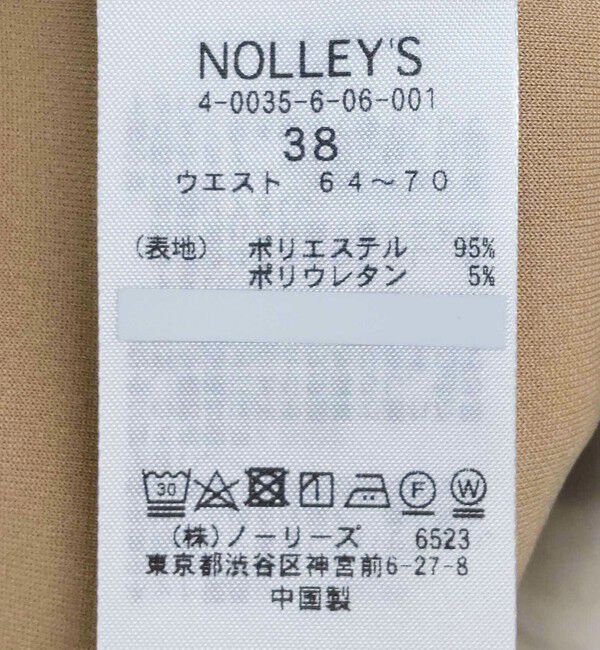 NOLLEY'S
4-0035-6-06-001
38
ウエスト 64～70
(表地) ポリエステル 95%
ポリウレタン 5%
30 F W
(株)ノーリーズ 6523
東京都渋谷区神宮前6-27-8
中国製